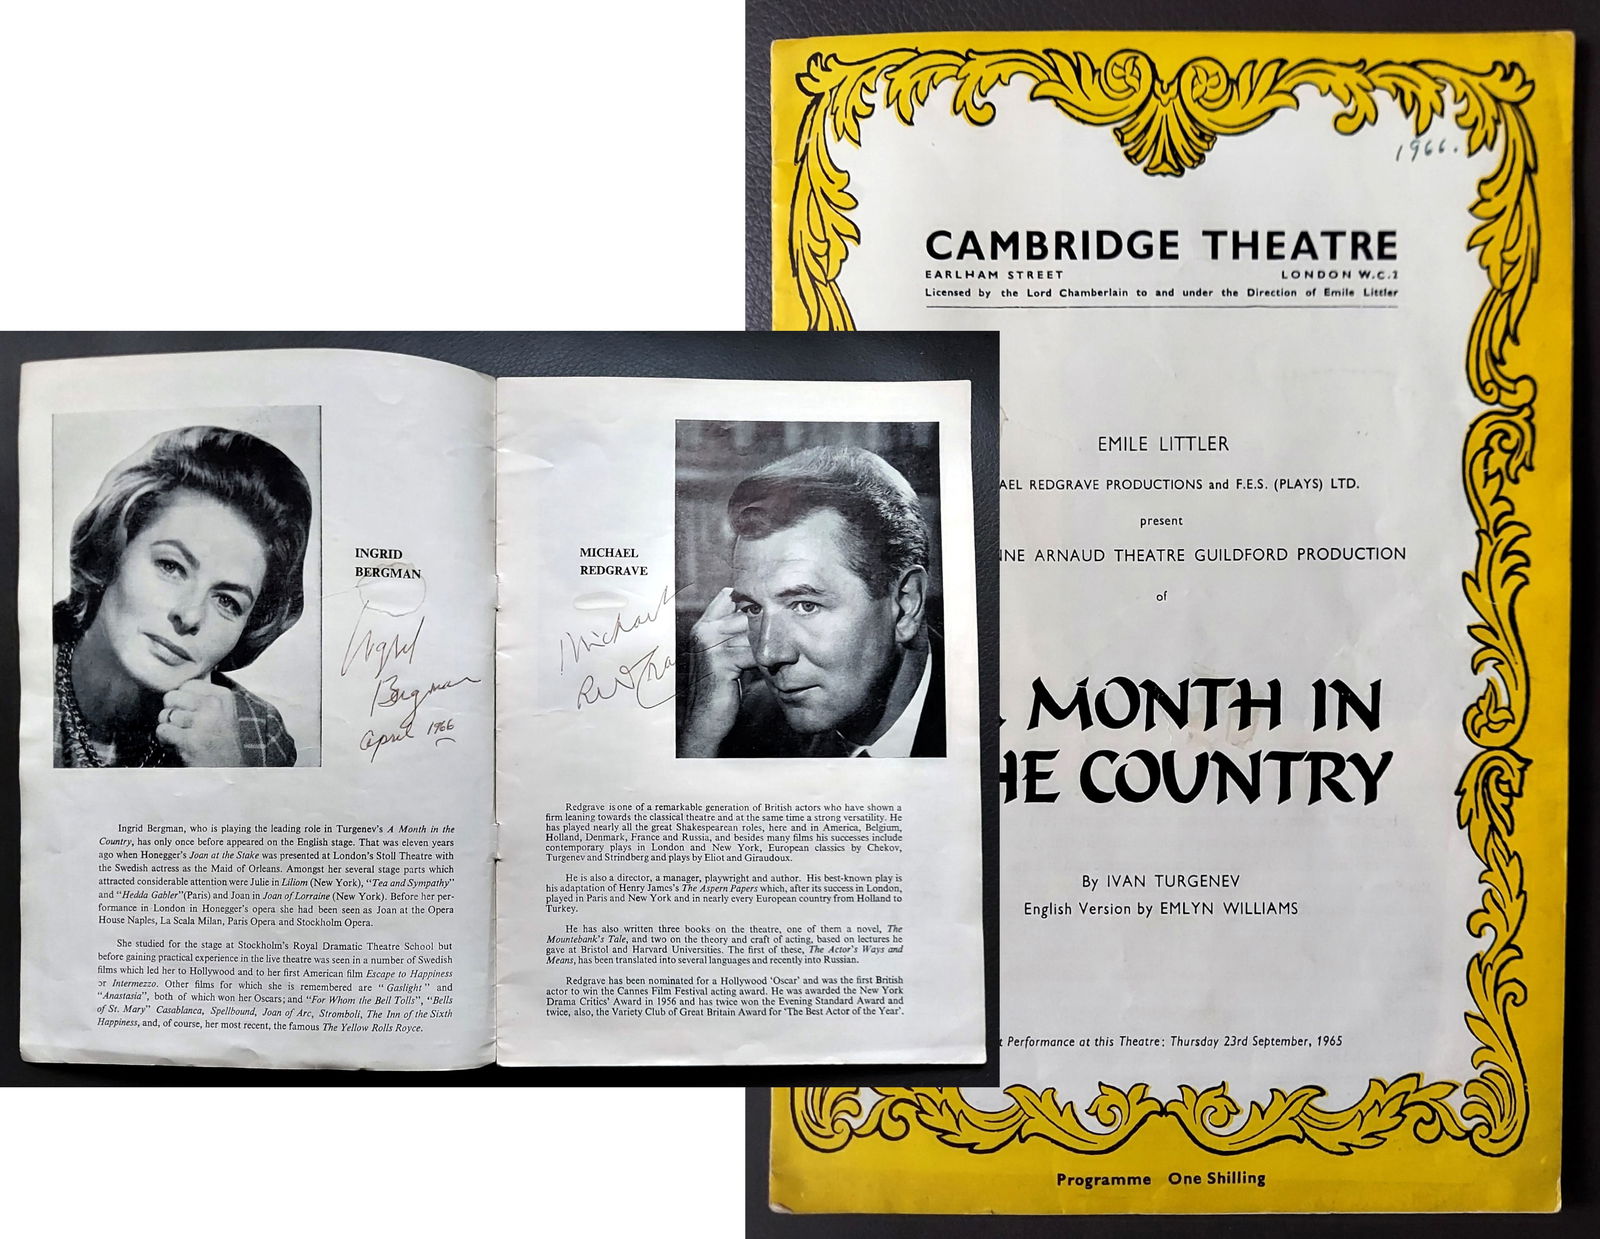 1966.
CAMBRIDGE THEATRE
EARLHAM STREET LONDON W.C.2
Licensed by the Lord Chamberlain to and under the Direction of Emile Littler
EMILE LITTLER
REDGRAVE PRODUCTIONS and F.E.S. (PLAYS) LTD.
present
ARNAUD THEATRE GUILDFORD PRODUCTION
of
MONTH IN
COUNTRY
By IVAN TURGENEV
English Version by EMLYN WILLIAMS
Performance at this Theatre: Thursday 23rd September, 1965
Programme One Shilling
INGRID
BERGMAN
Ingrid
Bergman
April 1966
Ingrid Bergman, who is playing the leading role in Turgenev's A Month in the
Country, has only once before appeared on the English stage. That was eleven years
ago when Honegger's Joan at the Stake was presented at London's Stoll Theatre with
the Swedish actress as the Maid of Orleans. Amongst her several stage parts which
attracted considerable attention were Julie in Liliom (New York), "Tea and Sympathy"
and "Hedda Gabler"(Paris) and Joan in Joan of Lorraine (New York). Before her per-
formance in London in Honegger's opera she had been seen as Joan at the Opera
House Naples, La Scala Milan, Paris Opera and Stockholm Opera.
She studied for the stage at Stockholm's Royal Dramatic Theatre School but
before gaining practical experience in the live theatre was seen in a number of Swedish
films which led her to Hollywood and to her first American film Escape to Happiness
or Intermezzo. Other films for which she is remembered are "Gaslight" and
"Anastasia", both of which won her Oscars; and "For Whom the Bell Tolls", "Bells
of St. Mary" Casablanca, Spellbound, Joan of Arc, Stromboli, The Inn of the Sixth
Happiness, and, of course, her most recent, the famous The Yellow Rolls Royce.
MICHAEL
REDGRAVE
Michael
Redgrave
Redgrave is one of a remarkable generation of British actors who have shown a
firm leaning towards the classical theatre and at the same time a strong versatility. He
has played nearly all the great Shakespearean roles, here and in America, Belgium,
Holland, Denmark, France and Russia, and besides many films his successes include
contemporary plays in London and New York, European classics by Chekov,
Turgenev and Strindberg and plays by Eliot and Giraudoux.
He is also a director, a manager, playwright and author. His best-known play is
his adaptation of Henry James's The Aspern Papers which, after its success in London,
played in Paris and New York and in nearly every European country from Holland to
Turkey.
He has also written three books on the theatre, one of them a novel, The
Mountebank's Tale, and two on the theory and craft of acting, based on lectures he
gave at Bristol and Harvard Universities. The first of these, The Actor's Ways and
Means, has been translated into several languages and recently into Russian.
Redgrave has been nominated for a Hollywood 'Oscar' and was the first British
actor to win the Cannes Film Festival acting award. He was awarded the New York
Drama Critics' Award in 1956 and has twice won the Evening Standard Award and
twice, also, the Variety Club of Great Britain Award for 'The Best Actor of the Year'.